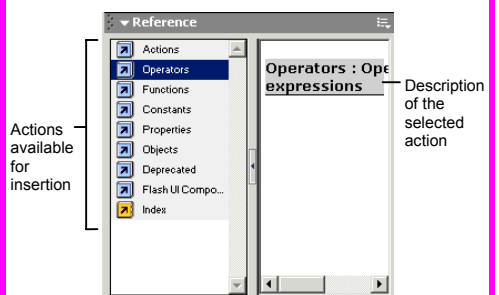 Reference
Actions
Operators
Functions
Constants
Properties
Objects
Deprecated
Flash UI Compo...
Index
Operators : Ope
expressions
Actions
available
for
insertion
Description
of the
selected
action